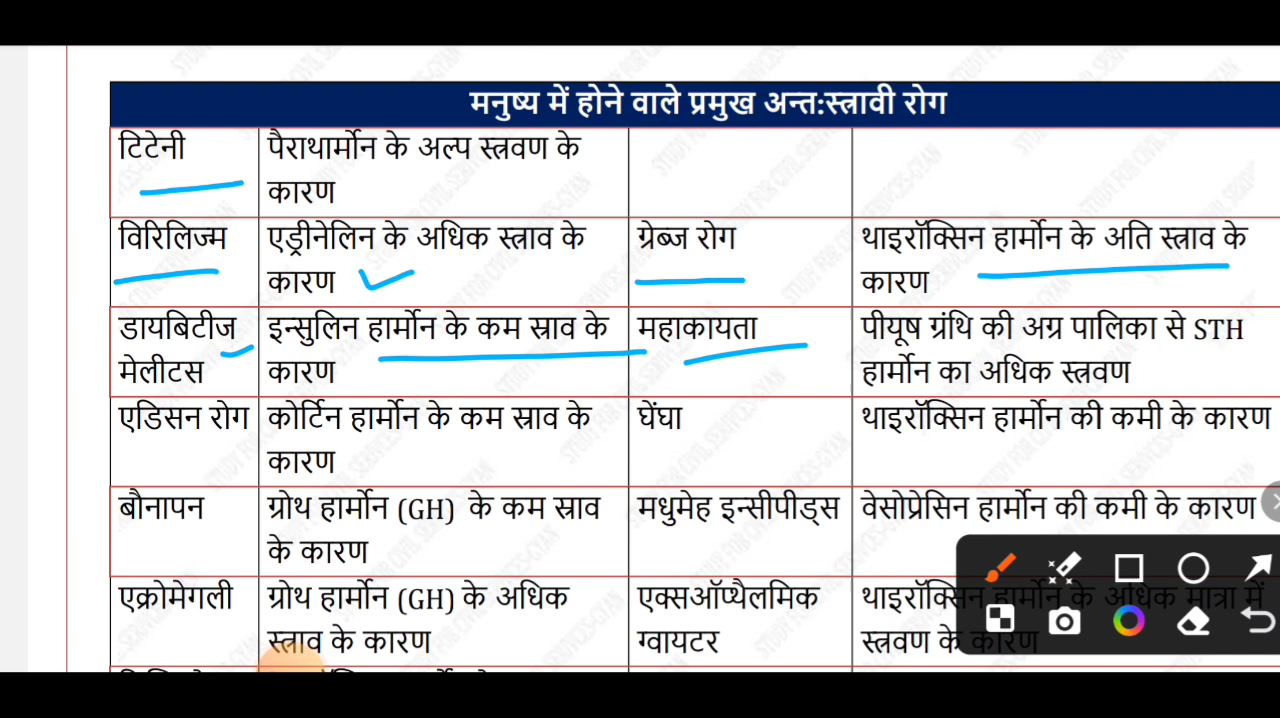 मनुष्य में होने वाले प्रमुख अन्त:स्त्रावी रोग
टिटेनी
पैराथार्मोन के अल्प स्त्रवण के
कारण
विरिलिज्म
एड्रीनेलिन के अधिक स्त्राव के
कारण
ग्रेब्ज रोग
थाइरॉक्सिन हार्मोन के अति स्त्राव के
कारण
डायबिटीज
मेलीटस
इन्सुलिन हार्मोन के कम स्राव के
कारण
महाकायता
पीयूष ग्रंथि की अग्र पालिका से STH
हार्मोन का अधिक स्त्रवण
एडिसन रोग
कोर्टिन हार्मोन के कम स्राव के
कारण
घेंघा
थाइरॉक्सिन हार्मोन की कमी के कारण
बौनापन
ग्रोथ हार्मोन (GH) के कम स्राव
के कारण
मधुमेह इन्सीपीड्स
वेसोप्रेसिन हार्मोन की कमी के कारण
एक्रोमेगली
ग्रोथ हार्मोन (GH) के अधिक
स्त्राव के कारण
एक्सऑप्थैलमिक
ग्वायटर
थाइरॉक्सिन हार्मोन के अधिक मात्रा में
स्त्रवण के कारण